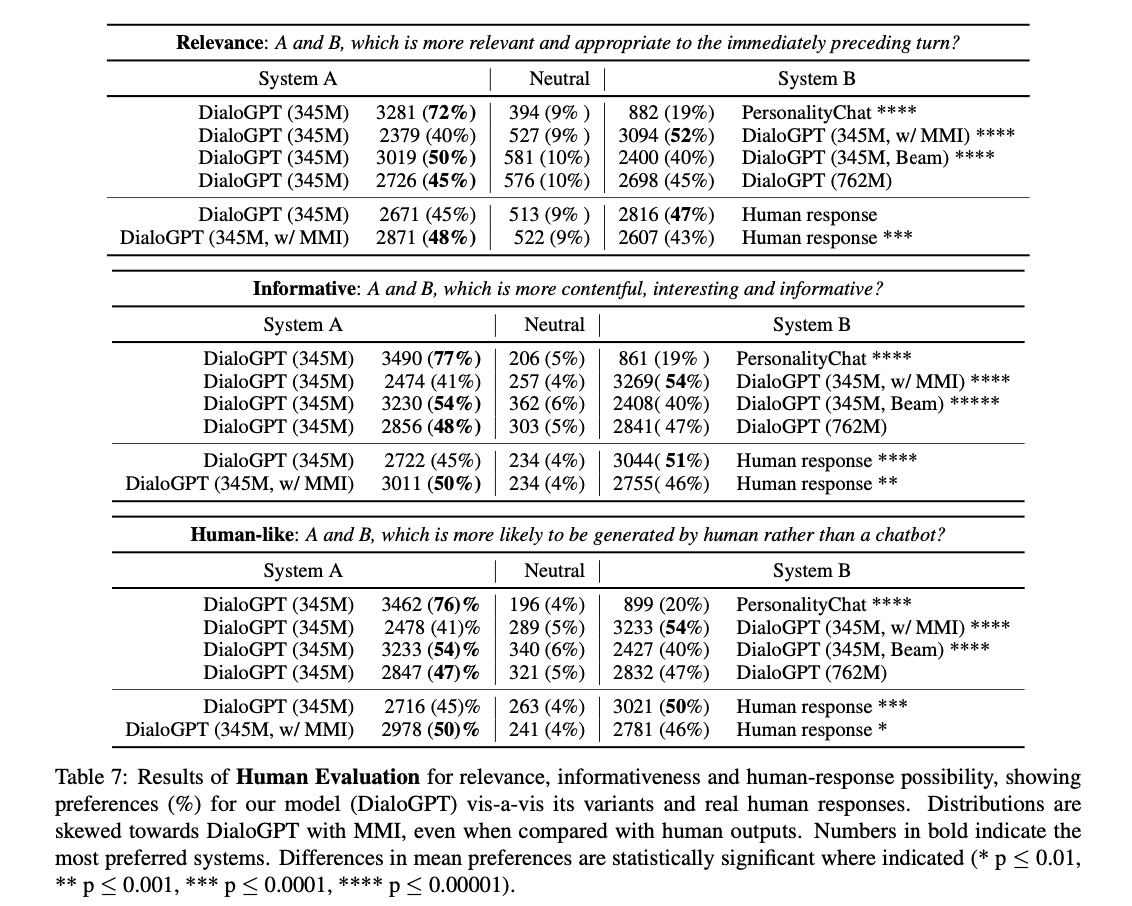 Relevance: A and B, which is more relevant and appropriate to the immediately preceding turn?
System A Neutral System B
DialoGPT (345M) 3281 (72%) 394 (9% ) 882 (19%) PersonalityChat ****
DialoGPT (345M) 2379 (40%) 527 (9% ) 3094 (52%) DialoGPT (345M, w/ MMI) ****
DialoGPT (345M) 3019 (50%) 581 (10%) 2400 (40%) DialoGPT (345M, Beam) ****
DialoGPT (345M) 2726 (45%) 576 (10%) 2698 (45%) DialoGPT (762M)
DialoGPT (345M) 2671 (45%) 513 (9% ) 2816 (47%) Human response
DialoGPT (345M, w/ MMI) 2871 (48%) 522 (9%) 2607 (43%) Human response ***
Informative: A and B, which is more contentful, interesting and informative?
System A Neutral System B
DialoGPT (345M) 3490 (77%) 206 (5%) 861 (19% ) PersonalityChat ****
DialoGPT (345M) 2474 (41%) 257 (4%) 3269( 54%) DialoGPT (345M, w/ MMI) ****
DialoGPT (345M) 3230 (54%) 362 (6%) 2408( 40%) DialoGPT (345M, Beam) *****
DialoGPT (345M) 2856 (48%) 303 (5%) 2841( 47%) DialoGPT (762M)
DialoGPT (345M) 2722 (45%) 234 (4%) 3044( 51%) Human response ****
DialoGPT (345M, w/ MMI) 3011 (50%) 234 (4%) 2755( 46%) Human response **
Human-like: A and B, which is more likely to be generated by human rather than a chatbot?
System A Neutral System B
DialoGPT (345M) 3462 (76)% 196 (4%) 899 (20%) PersonalityChat ****
DialoGPT (345M) 2478 (41)% 289 (5%) 3233 (54%) DialoGPT (345M, w/ MMI) ****
DialoGPT (345M) 3233 (54)% 340 (6%) 2427 (40%) DialoGPT (345M, Beam) ****
DialoGPT (345M) 2847 (47)% 321 (5%) 2832 (47%) DialoGPT (762M)
DialoGPT (345M) 2716 (45)% 263 (4%) 3021 (50%) Human response ***
DialoGPT (345M, w/ MMI) 2978 (50)% 241 (4%) 2781 (46%) Human response *
Table 7: Results of Human Evaluation for relevance, informativeness and human-response possibility, showing
preferences (%) for our model (DialoGPT) vis-a-vis its variants and real human responses. Distributions are
skewed towards DialoGPT with MMI, even when compared with human outputs. Numbers in bold indicate the
most preferred systems. Differences in mean preferences are statistically significant where indicated (* p ≤ 0.01,
** p ≤ 0.001, *** p ≤ 0.0001, **** p ≤ 0.00001).